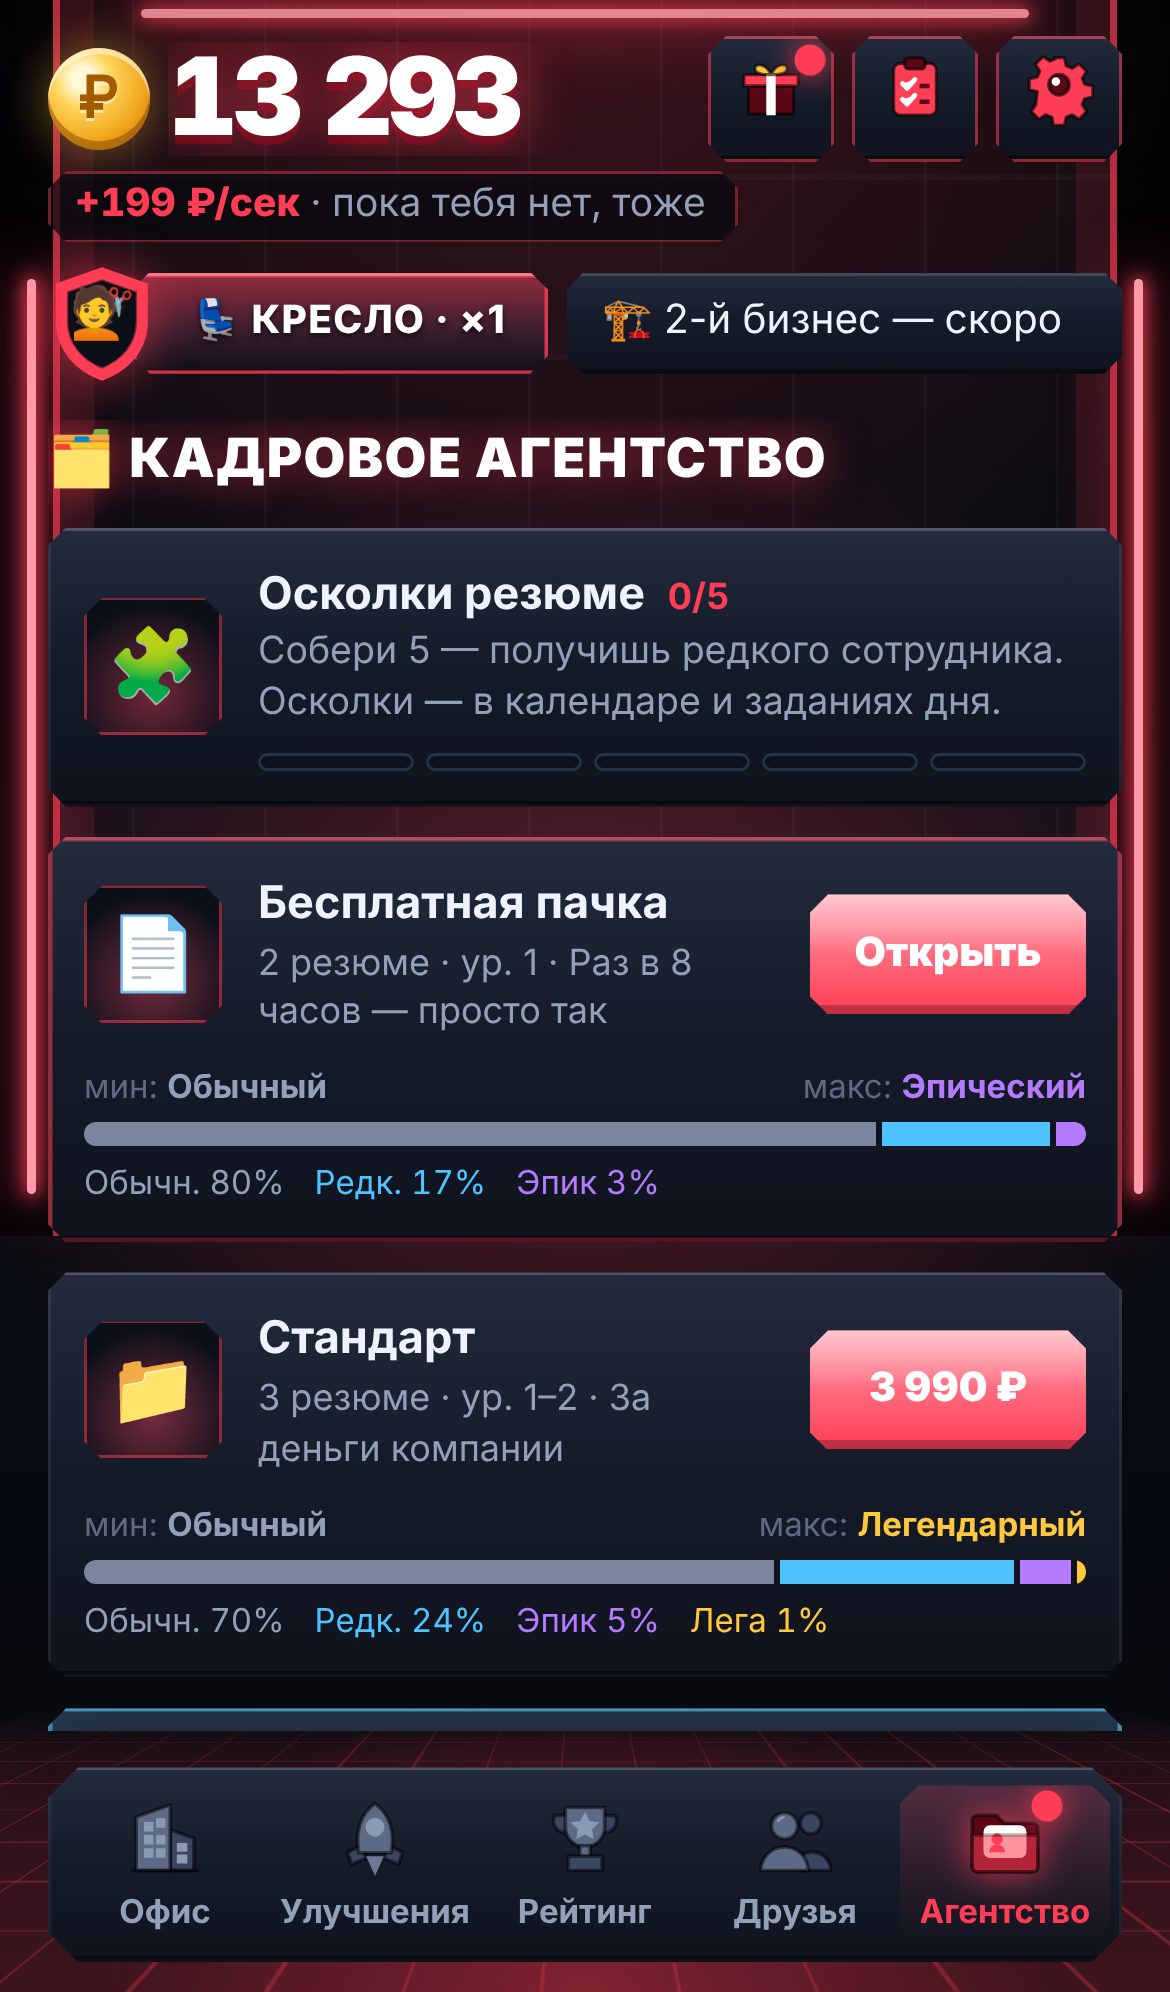 ₽ 13 293
+199 ₽/сек · пока тебя нет, тоже
КРЕСЛО · ×1
2-й бизнес — скоро
КАДРОВОЕ АГЕНТСТВО
Осколки резюме 0/5
Собери 5 — получишь редкого сотрудника.
Осколки — в календаре и заданиях дня.
Бесплатная пачка
2 резюме · ур. 1 · Раз в 8
часов — просто так
Открыть
мин: Обычный
макс: Эпический
Обычн. 80% Редк. 17% Эпик 3%
Стандарт
3 резюме · ур. 1–2 · За
деньги компании
3 990 ₽
мин: Обычный
макс: Легендарный
Обычн. 70% Редк. 24% Эпик 5% Лега 1%
Офис Улучшения Рейтинг Друзья Агентство